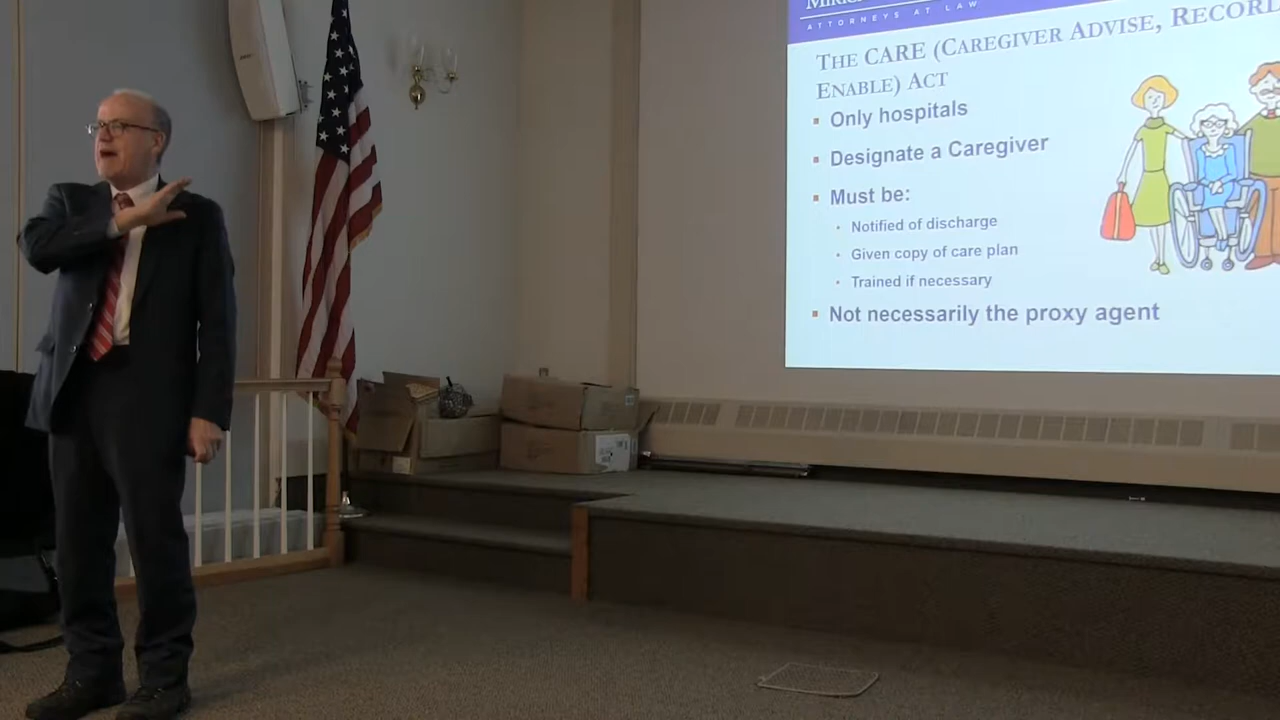 ATTORNEYS AT LAW
THE CARE (CAREGIVER ADVISE, RECORD
ENABLE) ACT
Only hospitals
Designate a Caregiver
Must be:
Notified of discharge
Given copy of care plan
Trained if necessary
Not necessarily the proxy agent